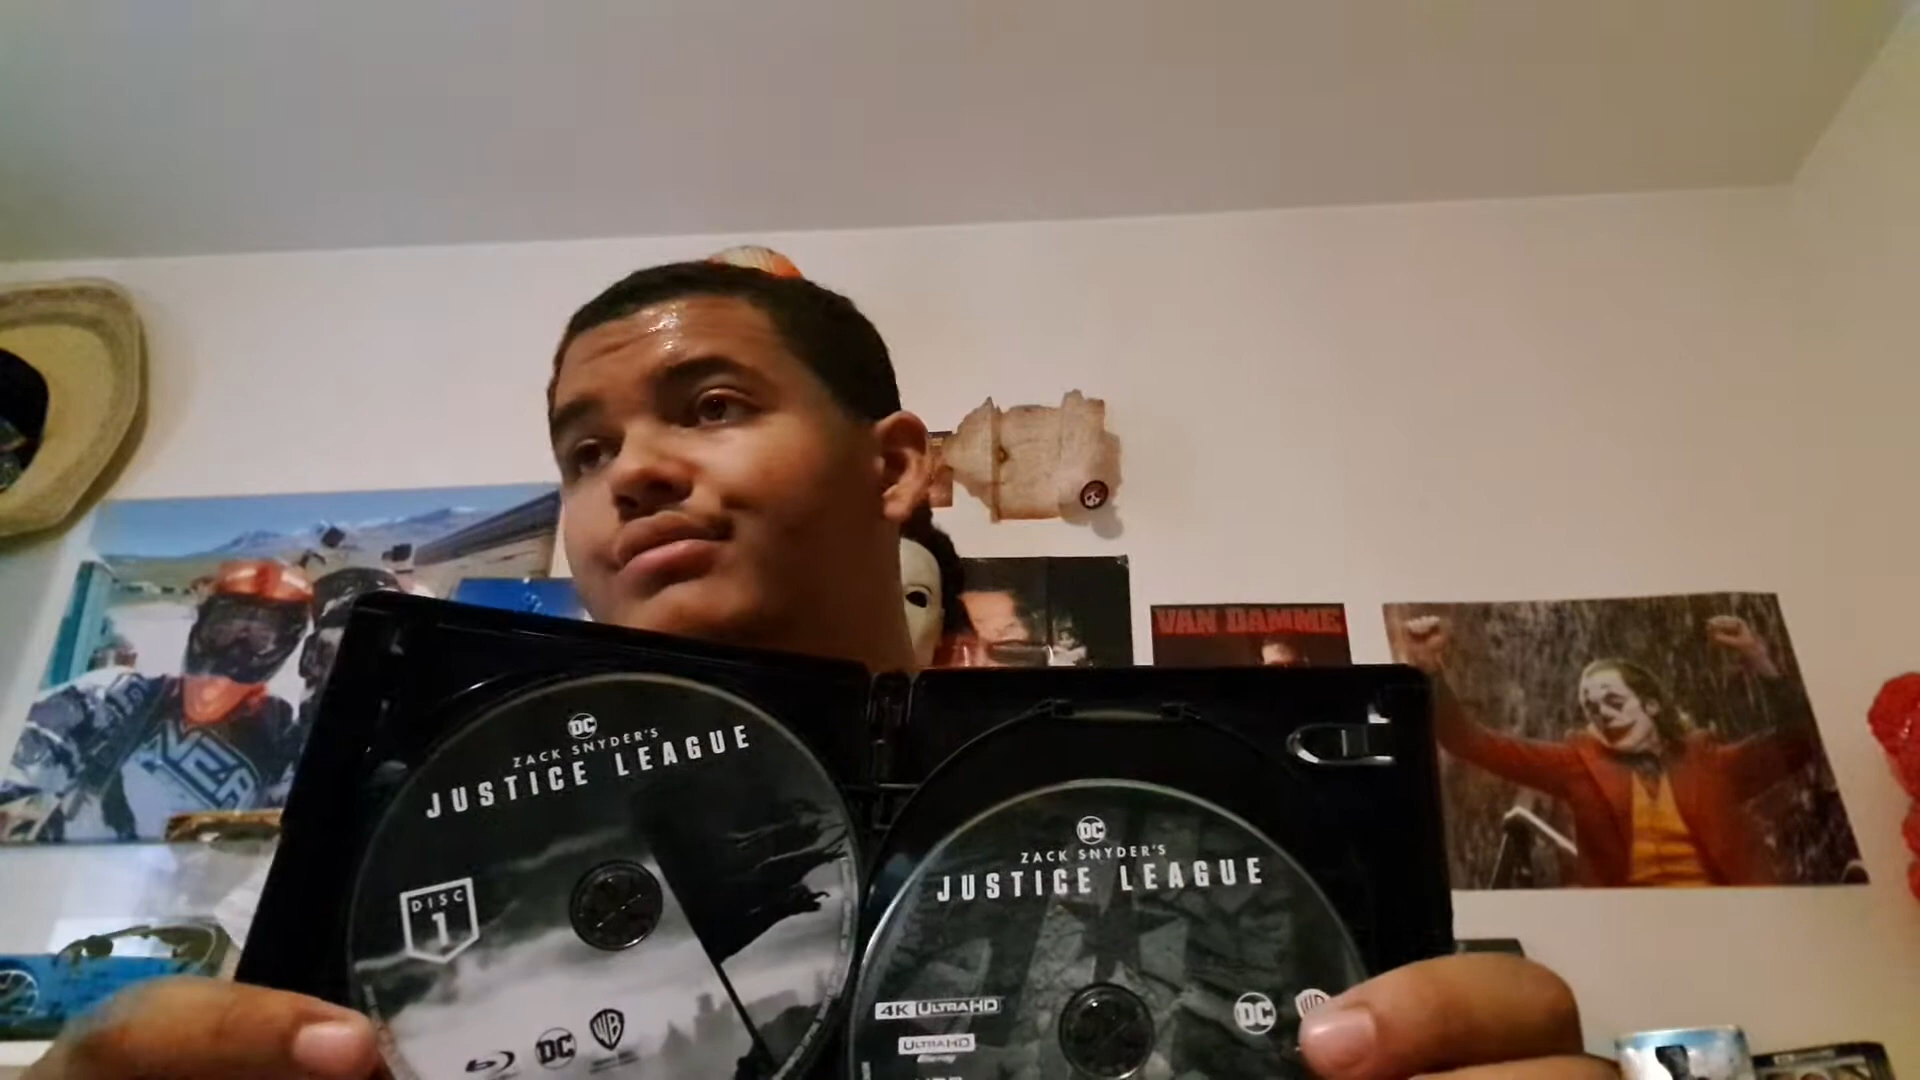 VAN DAMME
DC
ZACK SNYDER'S
JUSTICE LEAGUE
DISC
1
DC
WB
DC
ZACK SNYDER'S
JUSTICE LEAGUE
4K ULTRA HD
ULTRA HD
Blu-ray
DC